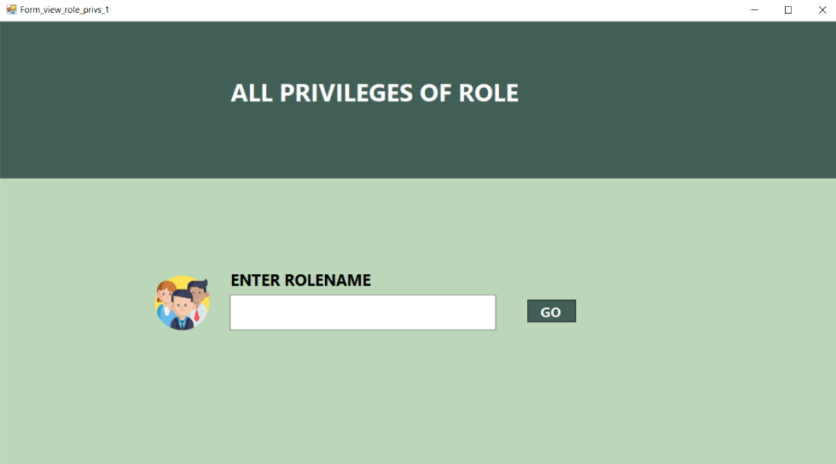 Form_view_role_privs_1
ALL PRIVILEGES OF ROLE
ENTER ROLENAME
GO